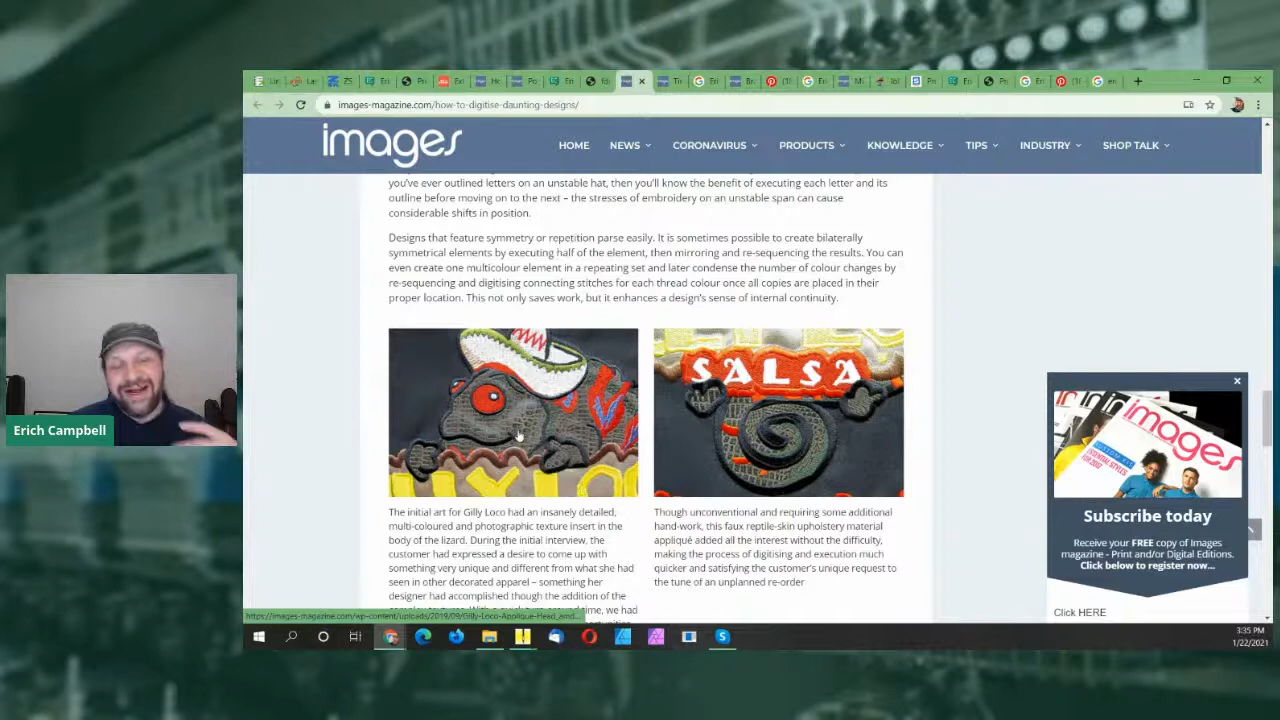 images-magazine.com/how-to-digitise-daunting-designs/
images
HOME NEWS CORONAVIRUS PRODUCTS KNOWLEDGE TIPS INDUSTRY SHOP TALK
you've ever outlined letters on an unstable hat, then you'll know the benefit of executing each letter and its
outline before moving on to the next – the stresses of embroidery on an unstable span can cause
considerable shifts in position.
Designs that feature symmetry or repetition parse easily. It is sometimes possible to create bilaterally
symmetrical elements by executing half of the element, then mirroring and re-sequencing the results. You can
even create one multicolour element in a repeating set and later condense the number of colour changes by
re-sequencing and digitising connecting stitches for each thread colour once all copies are placed in their
proper location. This not only saves work, but it enhances a design's sense of internal continuity.
SALSA
The initial art for Gilly Loco had an insanely detailed,
multi-coloured and photographic texture insert in the
body of the lizard. During the initial interview, the
customer had expressed a desire to come up with
something very unique and different from what she had
seen in other decorated apparel – something her
designer had accomplished though the addition of the
Though unconventional and requiring some additional
hand-work, this faux reptile-skin upholstery material
appliqué added all the interest without the difficulty,
making the process of digitising and execution much
quicker and satisfying the customer's unique request to
the tune of an unplanned re-order
images
Subscribe today
Receive your FREE copy of Images
magazine - Print and/or Digital Editions.
Click below to register now...
Click HERE
https://images-magazine.com/wp-content/uploads/2019/09/Gilly-Loco-Applique-Head_amd...
Erich Campbell
3:35 PM
1/22/2021